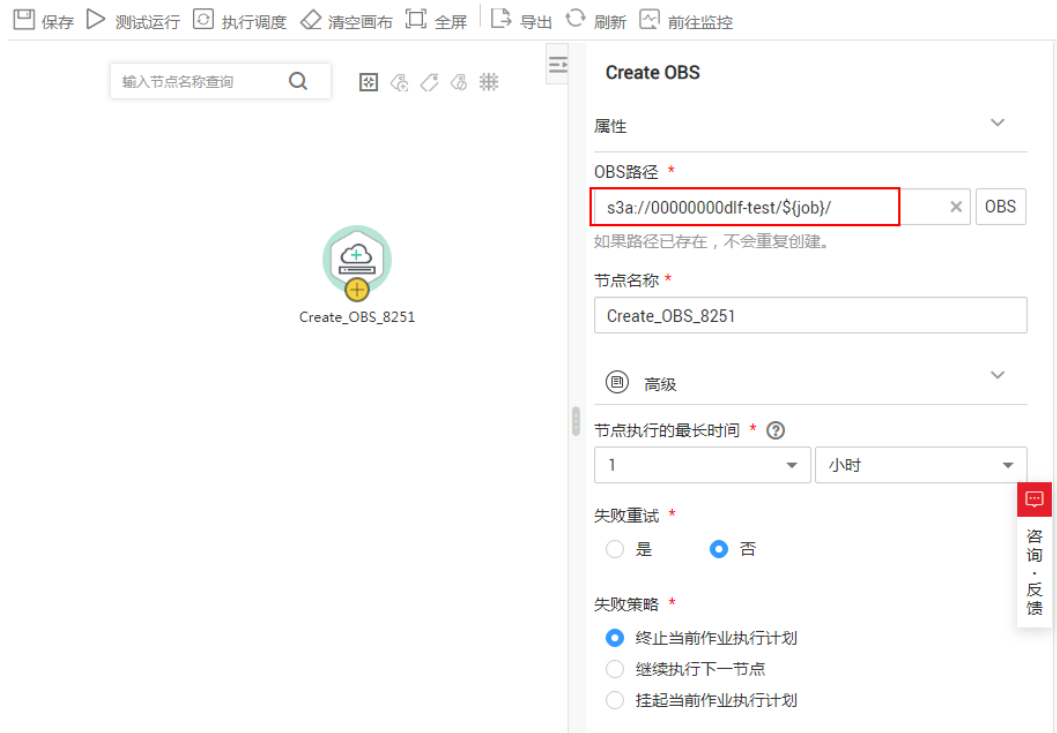 保存 测试运行 执行调度 清空画布 全屏 导出 刷新 前往监控
输入节点名称查询
Create_OBS_8251
Create OBS
属性
OBS路径 *
s3a://00000000dlf-test/${job}/ × OBS
如果路径已存在，不会重复创建。
节点名称 *
Create_OBS_8251
高级
节点执行的最长时间 * ?
1 小时
失败重试 *
是 否
失败策略 *
终止当前作业执行计划
继续执行下一节点
挂起当前作业执行计划
咨询·反馈